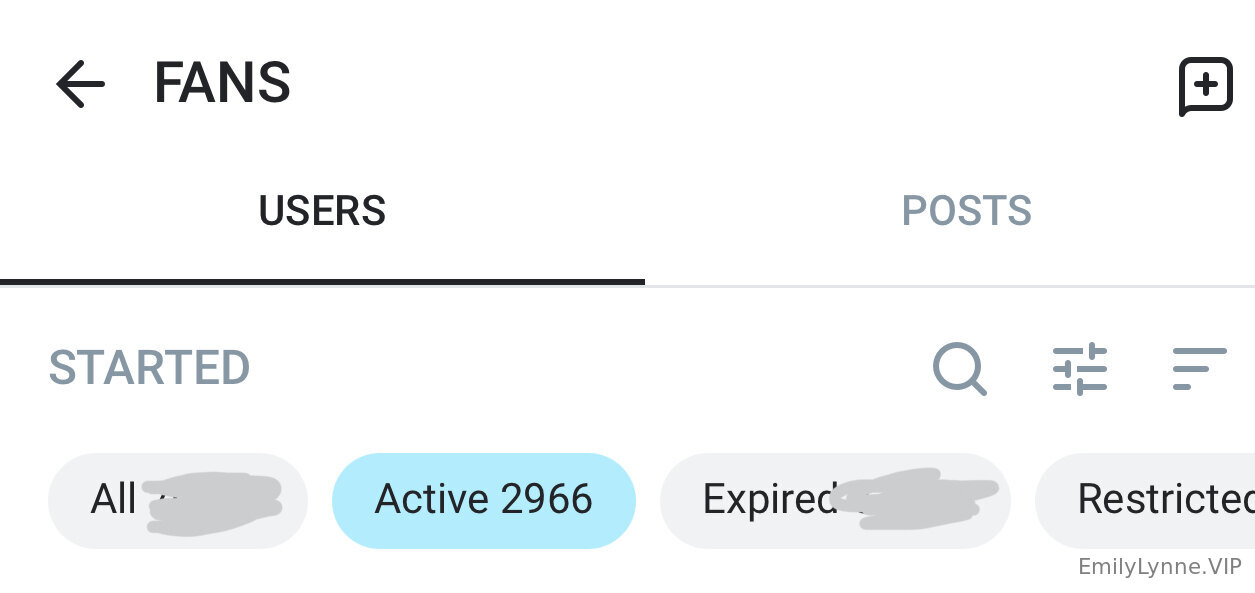 FANS
USERS POSTS
STARTED
All Active 2966 Expired Restricted
EmilyLynne.VIP